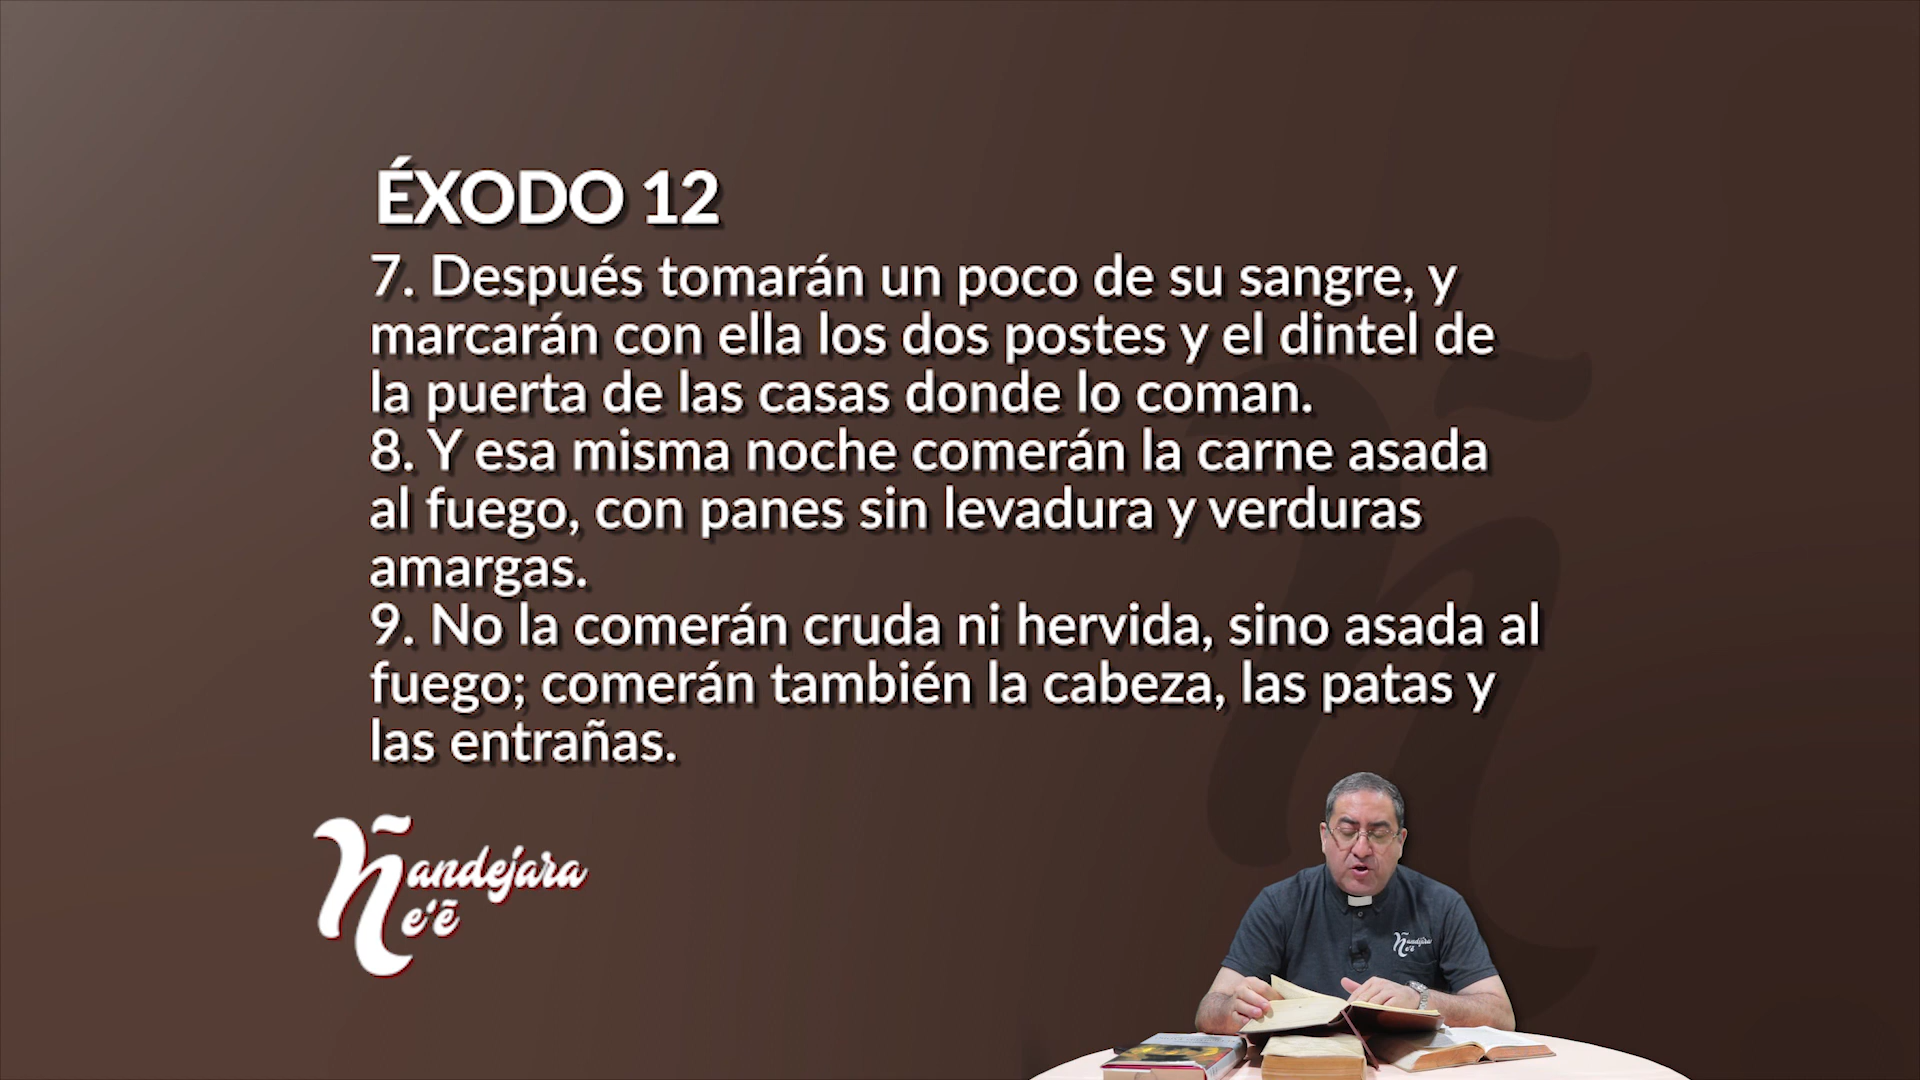 ÉXODO 12
7. Después tomarán un poco de su sangre, y
marcarán con ella los dos postes y el dintel de
la puerta de las casas donde lo coman.
8. Y esa misma noche comerán la carne asada
al fuego, con panes sin levadura y verduras
amargas.
9. No la comerán cruda ni hervida, sino asada al
fuego; comerán también la cabeza, las patas y
las entrañas.
Ñandejara
Ñe'ẽ
Ñandejara
Ñe'ẽ